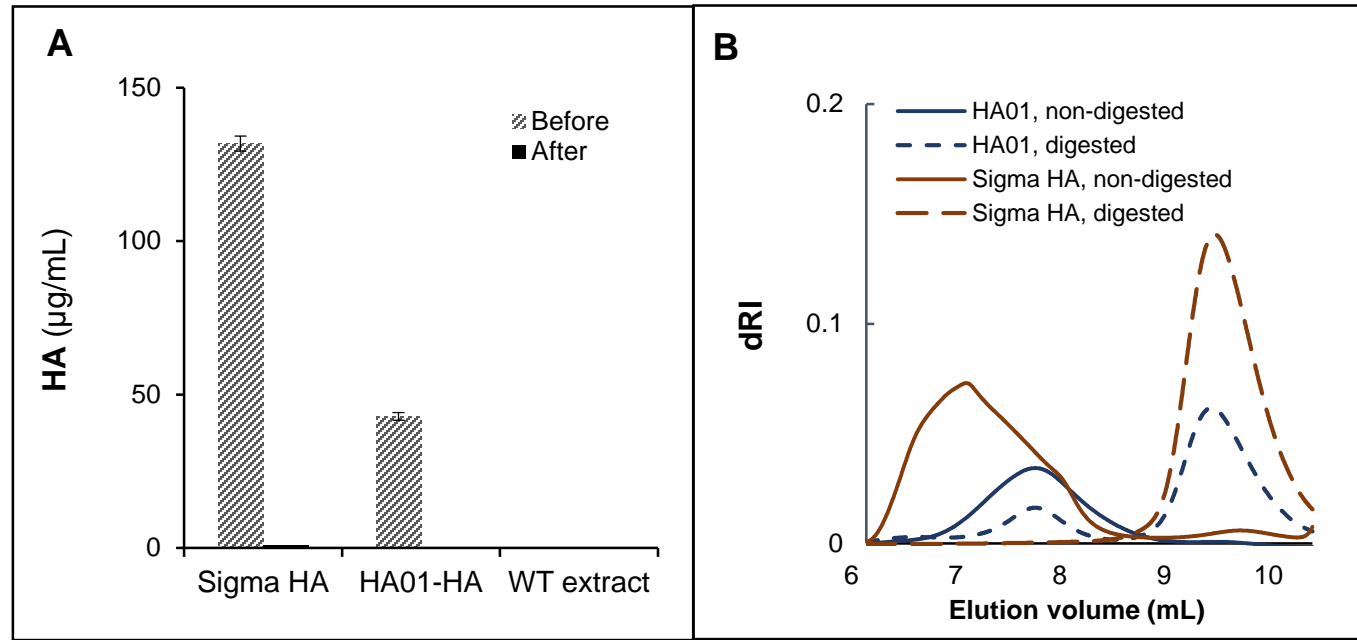 A
150
100
50
0
HA (µg/mL)
Before
After
Sigma HA
HA01-HA
WT extract
B
0.2
0.1
0
dRI
HA01, non-digested
HA01, digested
Sigma HA, non-digested
Sigma HA, digested
6 7 8 9 10
Elution volume (mL)